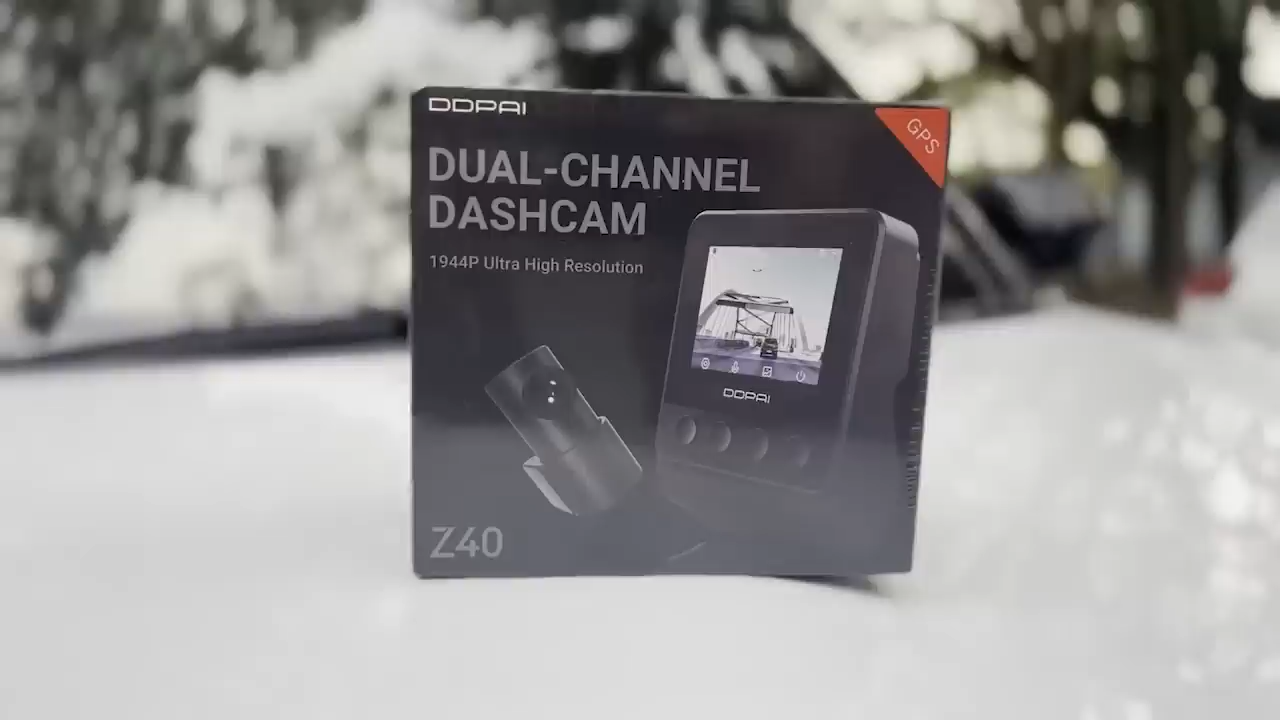 DDPAI
GPS
DUAL-CHANNEL
DASHCAM
1944P Ultra High Resolution
DDPAI
Z40